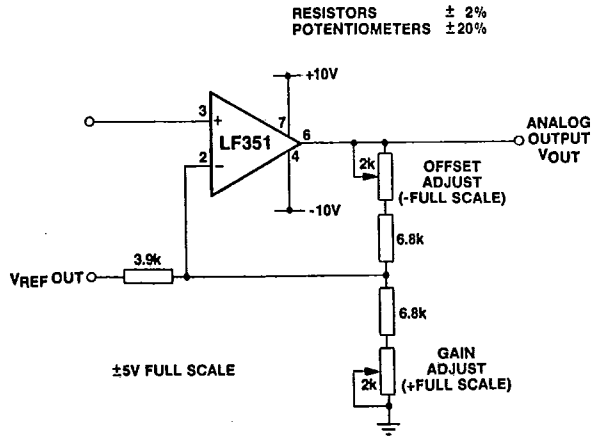 RESISTORS ± 2%
POTENTIOMETERS ±20%
+10V
3
+
7
LF351
6
2
-
4
-10V
ANALOG
OUTPUT
VOUT
2k
OFFSET
ADJUST
(-FULL SCALE)
6.8k
3.9k
VREF OUT
6.8k
±5V FULL SCALE
GAIN
ADJUST
(+FULL SCALE)
2k